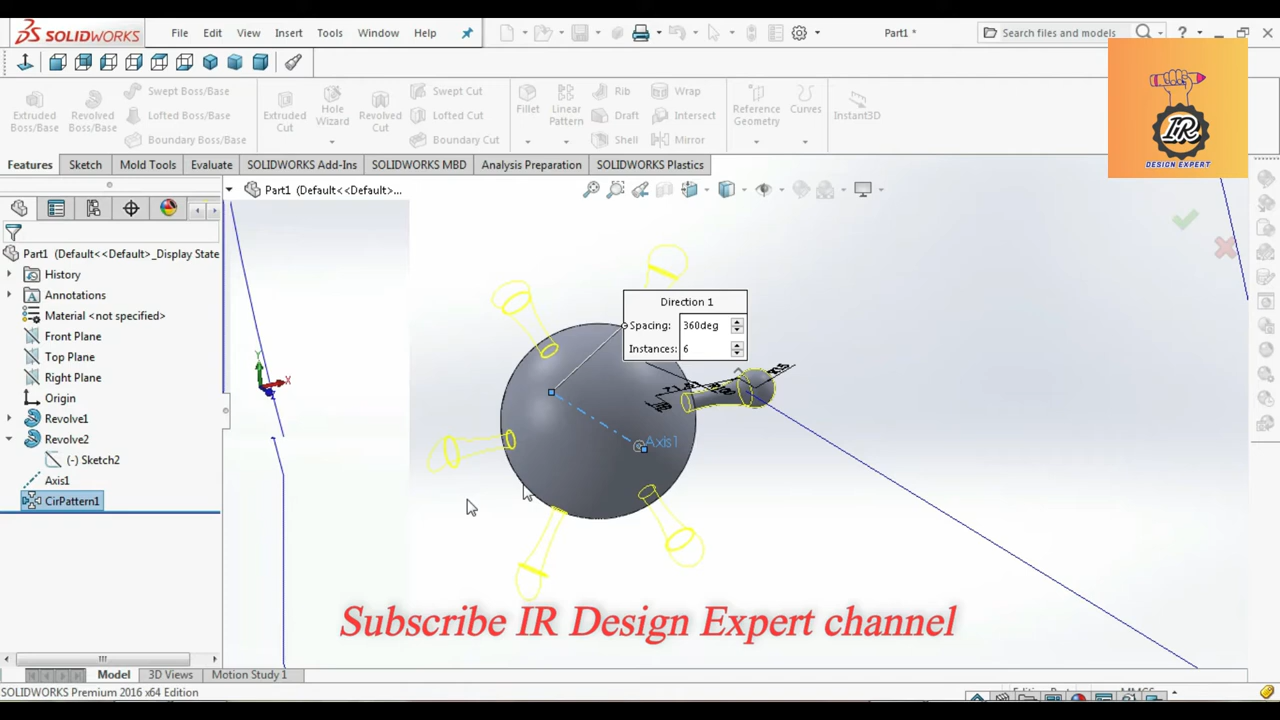 SOLIDWORKS File Edit View Insert Tools Window Help Part1 * Search files and models ?
Extruded Boss/Base Revolved Boss/Base Swept Boss/Base Lofted Boss/Base Boundary Boss/Base Extruded Cut Hole Wizard Revolved Cut Swept Cut Lofted Cut Boundary Cut Fillet Linear Pattern Rib Draft Shell Wrap Intersect Mirror Reference Geometry Curves Instant3D
IR
DESIGN EXPERT
Features Sketch Mold Tools Evaluate SOLIDWORKS Add-Ins SOLIDWORKS MBD Analysis Preparation SOLIDWORKS Plastics
Part1 (Default<<Default>...
Part1 (Default<<Default>_Display State
History
Annotations
Material <not specified>
Front Plane
Top Plane
Right Plane
Origin
Revolve1
Revolve2
(-) Sketch2
Axis1
CirPattern1
Y
X
Direction 1
Spacing: 360deg
Instances: 6
Axis1
Subscribe IR Design Expert channel
Model 3D Views Motion Study 1
SOLIDWORKS Premium 2016 x64 Edition